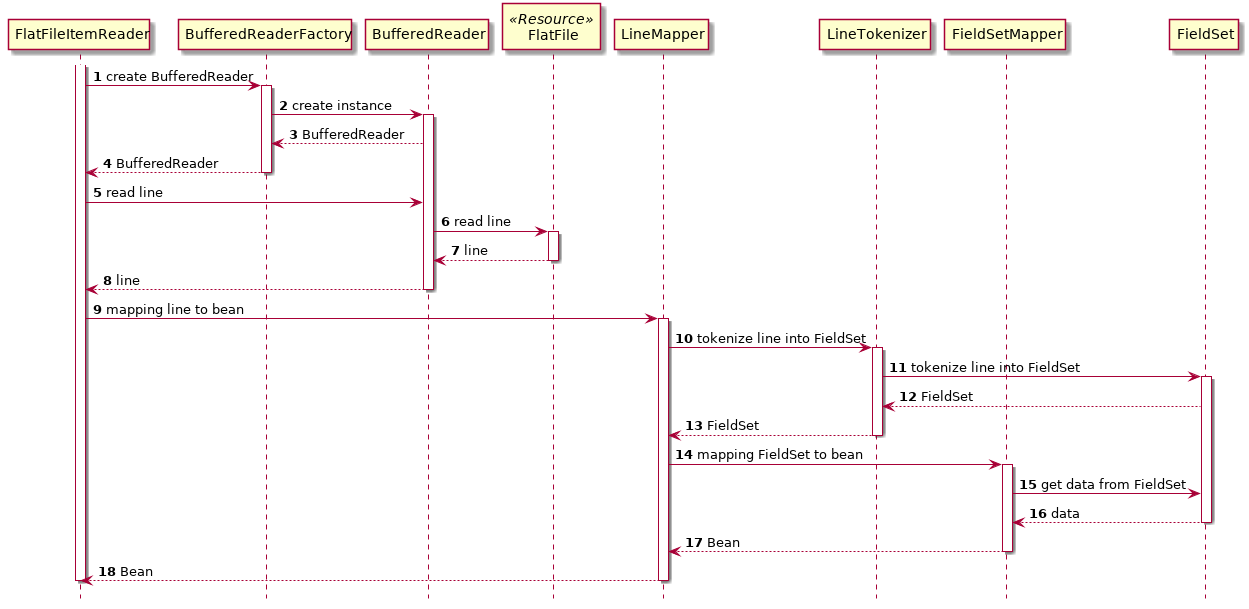 «Resource»
FlatFileItemReader BufferedReaderFactory BufferedReader FlatFile LineMapper LineTokenizer FieldSetMapper FieldSet
1 create BufferedReader
2 create instance
3 BufferedReader
4 BufferedReader
5 read line
6 read line
7 line
8 line
9 mapping line to bean
10 tokenize line into FieldSet
11 tokenize line into FieldSet
12 FieldSet
13 FieldSet
14 mapping FieldSet to bean
15 get data from FieldSet
16 data
17 Bean
18 Bean